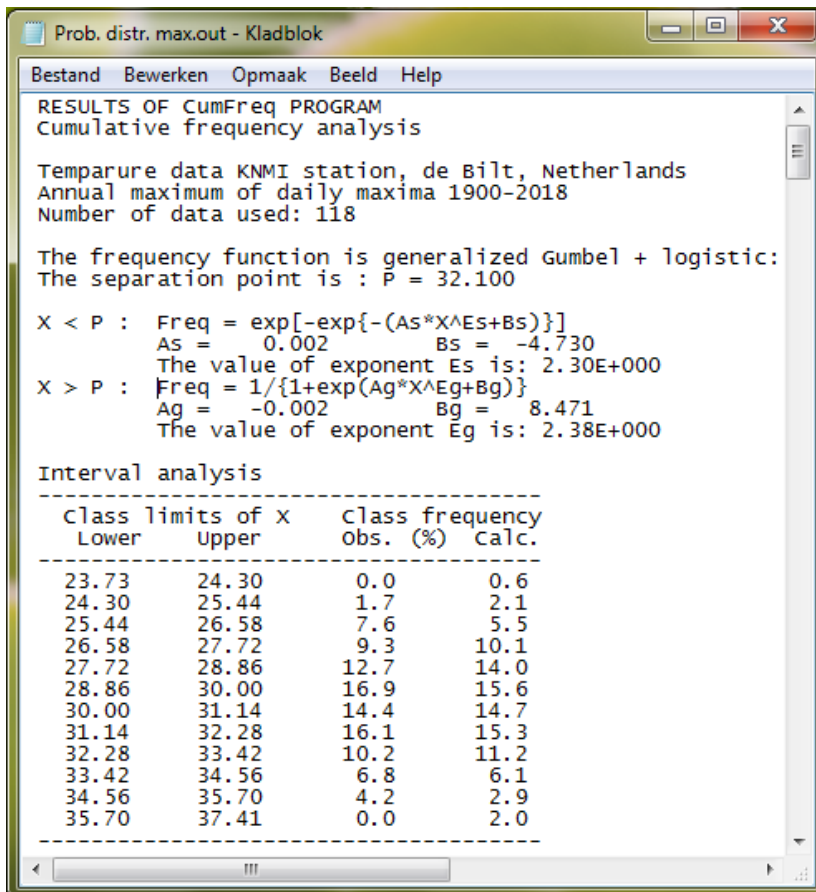 Prob. distr. max.out - Kladblok
Bestand Bewerken Opmaak Beeld Help
RESULTS OF CumFreq PROGRAM
Cumulative frequency analysis
Temparure data KNMI station, de Bilt, Netherlands
Annual maximum of daily maxima 1900-2018
Number of data used: 118
The frequency function is generalized Gumbel + logistic:
The separation point is : P = 32.100
X < P : Freq = exp[-exp{-(As*X^Es+Bs)}]
As = 0.002 Bs = -4.730
The value of exponent Es is: 2.30E+000
X > P : Freq = 1/{1+exp(Ag*X^Eg+Bg)}
Ag = -0.002 Bg = 8.471
The value of exponent Eg is: 2.38E+000
Interval analysis
---------------------------------------
Class limits of X Class frequency
Lower Upper Obs. (%) Calc.
---------------------------------------
23.73 24.30 0.0 0.6
24.30 25.44 1.7 2.1
25.44 26.58 7.6 5.5
26.58 27.72 9.3 10.1
27.72 28.86 12.7 14.0
28.86 30.00 16.9 15.6
30.00 31.14 14.4 14.7
31.14 32.28 16.1 15.3
32.28 33.42 10.2 11.2
33.42 34.56 6.8 6.1
34.56 35.70 4.2 2.9
35.70 37.41 0.0 2.0
---------------------------------------